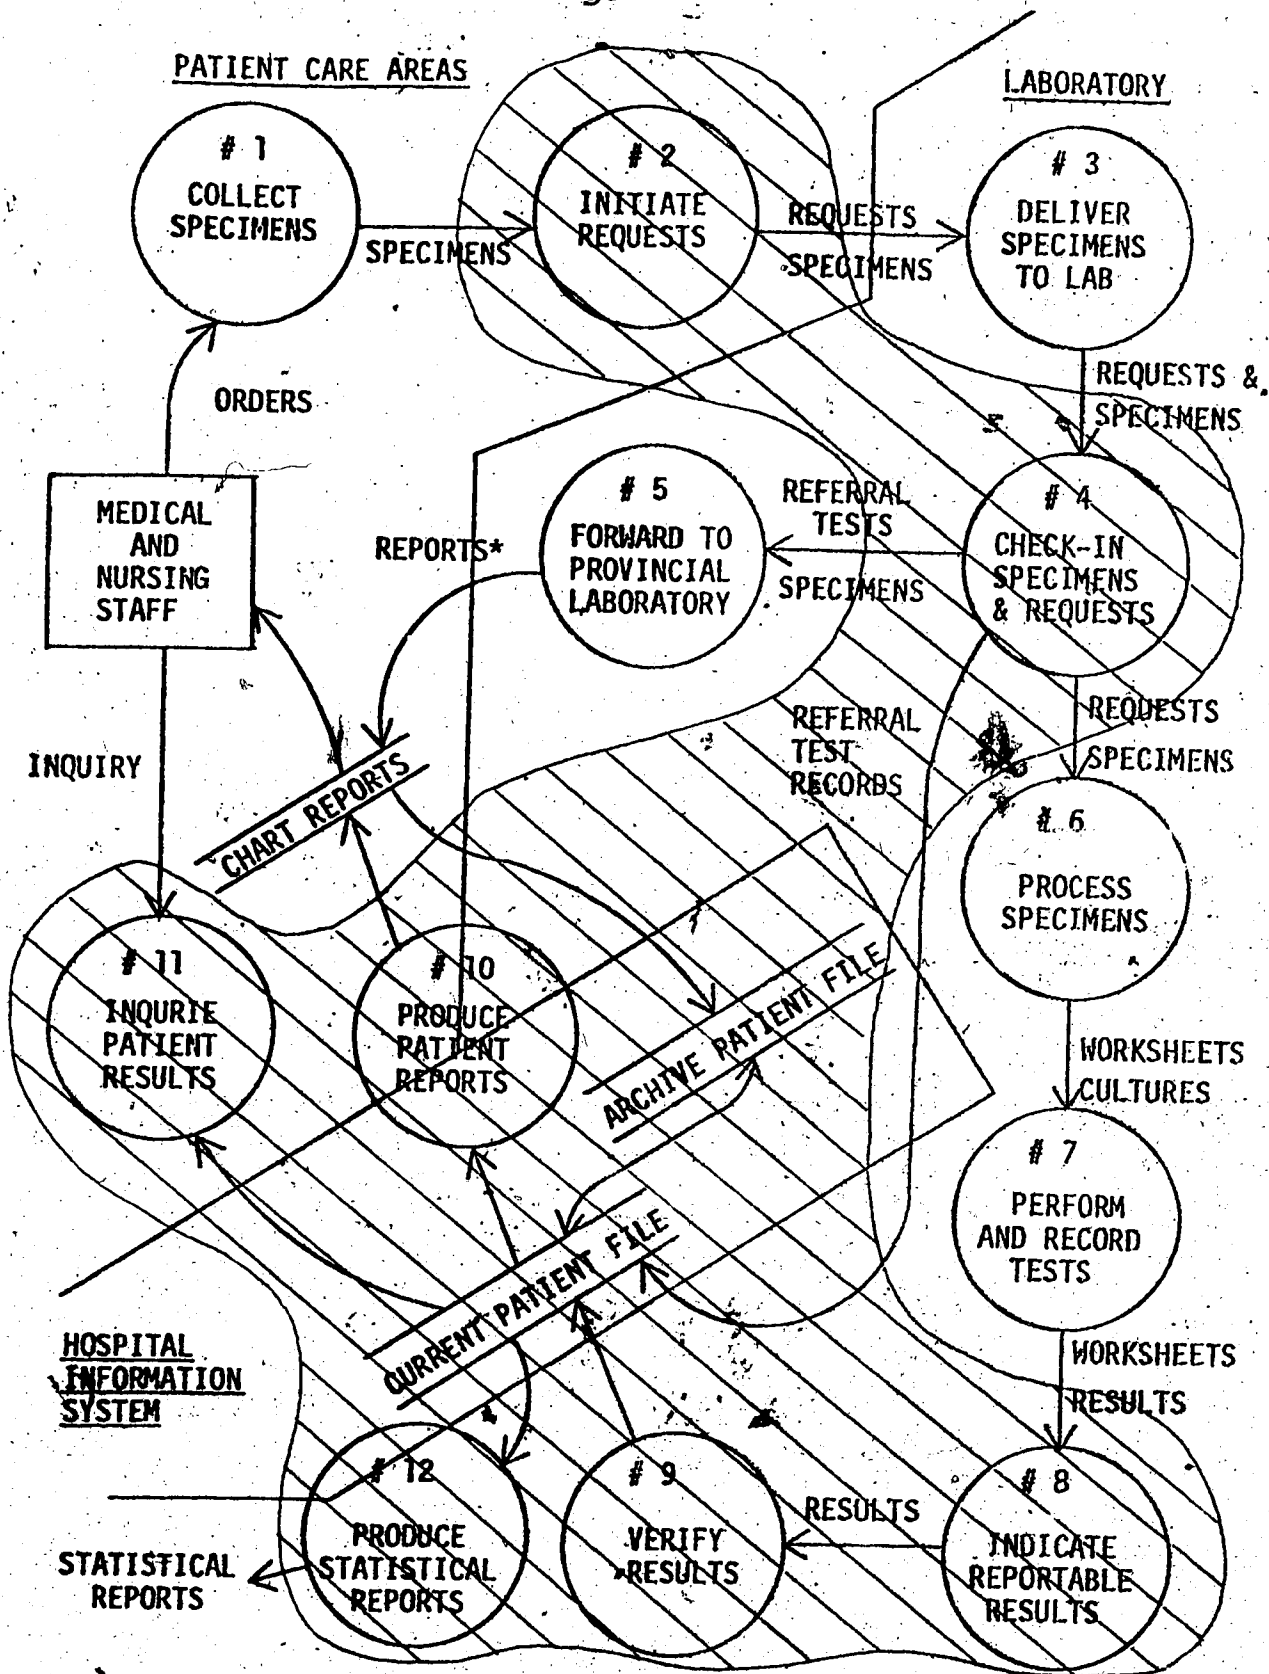 PATIENT CARE AREAS
LABORATORY
# 1
COLLECT
SPECIMENS
# 2
INITIATE
REQUESTS
# 3
DELIVER
SPECIMENS
TO LAB
SPECIMENS
REQUESTS
SPECIMENS
ORDERS
REQUESTS &
SPECIMENS
MEDICAL
AND
NURSING
STAFF
REPORTS*
# 5
FORWARD TO
PROVINCIAL
LABORATORY
REFERRAL
TESTS
SPECIMENS
# 4
CHECK-IN
SPECIMENS
& REQUESTS
INQUIRY
CHART REPORTS
REFERRAL
TEST
RECORDS
REQUESTS
SPECIMENS
# 6
PROCESS
SPECIMENS
# 11
INQURIE
PATIENT
RESULTS
# 10
PRODUCE
PATIENT
REPORTS
ARCHIVE PATIENT FILE
WORKSHEETS
CULTURES
# 7
PERFORM
AND RECORD
TESTS
CURRENT PATIENT FILE
HOSPITAL
INFORMATION
SYSTEM
WORKSHEETS
RESULTS
# 12
PRODUCE
STATISTICAL
REPORTS
# 9
VERIFY
RESULTS
RESULTS
# 8
INDICATE
REPORTABLE
RESULTS
STATISTICAL
REPORTS